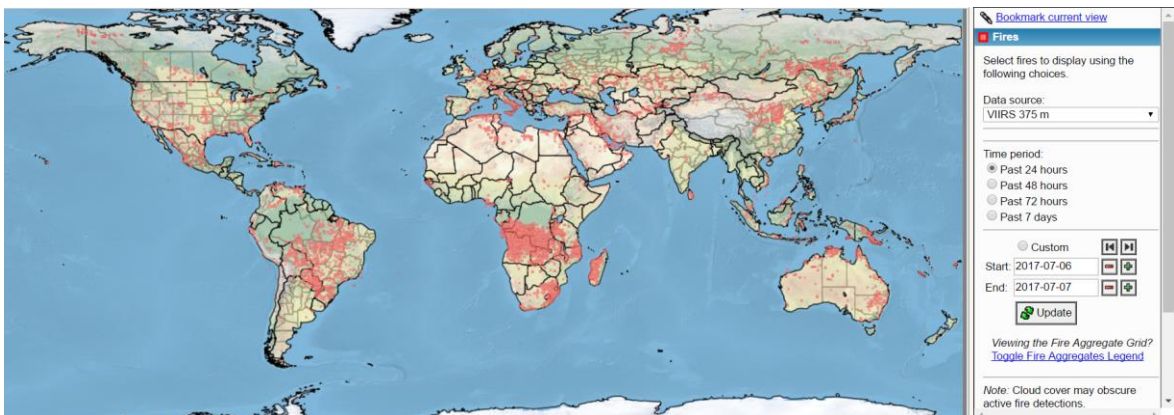 Bookmark current view
Fires
Select fires to display using the
following choices.
Data source:
VIIRS 375 m
Time period:
Past 24 hours
Past 48 hours
Past 72 hours
Past 7 days
Custom
Start: 2017-07-06
End: 2017-07-07
Update
Viewing the Fire Aggregate Grid?
Toggle Fire Aggregates Legend
Note: Cloud cover may obscure
active fire detections.